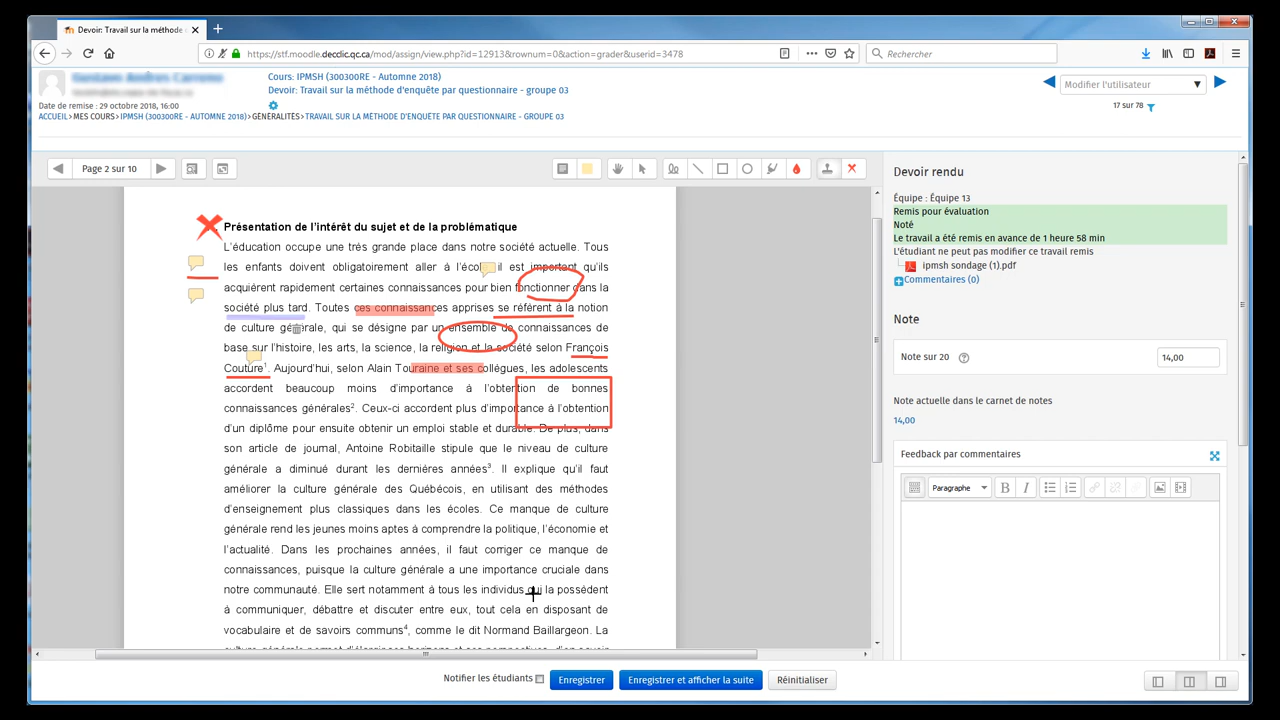 Devoir: Travail sur la méthode
https://stf.moodle.decclic.qc.ca/mod/assign/view.php?id=12913&rownum=0&action=grader&userid=3478
Rechercher
Cours: IPMSH (300300RE - Automne 2018)
Devoir: Travail sur la méthode d'enquête par questionnaire - groupe 03
Modifier l'utilisateur
Date de remise : 29 octobre 2018, 16:00
17 sur 78
ACCUEIL > MES COURS > IPMSH (300300RE - AUTOMNE 2018) > GÉNÉRALITÉS > TRAVAIL SUR LA MÉTHODE D'ENQUÊTE PAR QUESTIONNAIRE - GROUPE 03
Page 2 sur 10
Présentation de l'intérêt du sujet et de la problématique
L'éducation occupe une très grande place dans notre société actuelle. Tous
les enfants doivent obligatoirement aller à il est important qu'ils
acquièrent rapidement certaines connaissances pour bien fonctionner dans la
société plus tard. Toutes ces connaissances apprises se réfèrent à la notion
de culture générale, qui se désigne par un ensemble de connaissances de
base sur l'histoire, les arts, la science, la religion et la société selon François
Couture¹. Aujourd'hui, selon Alain Touraine et ses collègues, les adolescents
accordent beaucoup moins d'importance à l'obtention de bonnes
connaissances générales². Ceux-ci accordent plus d'importance à l'obtention
d'un diplôme pour ensuite obtenir un emploi stable et durable. De plus, dans
son article de journal, Antoine Robitaille stipule que le niveau de culture
générale a diminué durant les dernières années³. Il explique qu'il faut
améliorer la culture générale des Québécois, en utilisant des méthodes
d'enseignement plus classiques dans les écoles. Ce manque de culture
générale rend les jeunes moins aptes à comprendre la politique, l'économie et
l'actualité. Dans les prochaines années, il faut corriger ce manque de
connaissances, puisque la culture générale a une importance cruciale dans
notre communauté. Elle sert notamment à tous les individus qui la possèdent
à communiquer, débattre et discuter entre eux, tout cela en disposant de
vocabulaire et de savoirs communs⁴, comme le dit Normand Baillargeon. La
Devoir rendu
Équipe : Équipe 13
Remis pour évaluation
Noté
Le travail a été remis en avance de 1 heure 58 min
L'étudiant ne peut pas modifier ce travail remis
ipmsh sondage (1).pdf
Commentaires (0)
Note
Note sur 20 14,00
Note actuelle dans le carnet de notes
14,00
Feedback par commentaires
Paragraphe B I
Notifier les étudiants Enregistrer Enregistrer et afficher la suite Réinitialiser